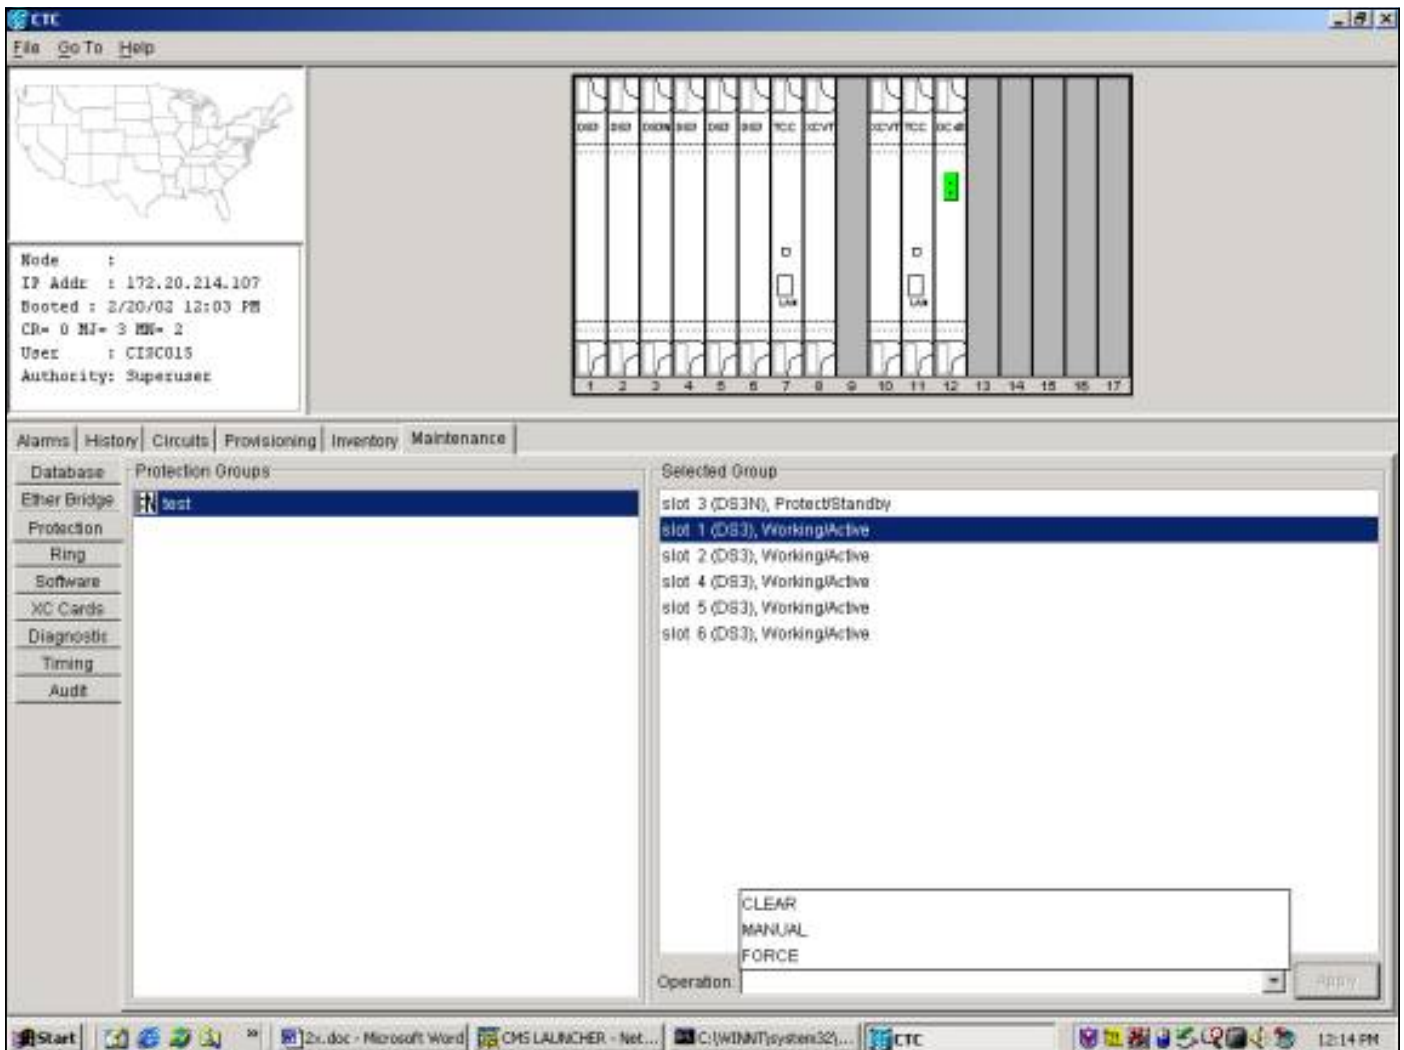 CTC
File Go To Help
DS3 DS3 DS3N DS3 DS3 DS3 TCC XCVT XCVT TCC OC48
LAN LAN
1 2 3 4 5 6 7 8 9 10 11 12 13 14 15 16 17
Node :
IP Addr : 172.20.214.107
Booted : 2/20/02 12:03 PM
CR= 0 MJ= 3 MN= 2
User : CISCO15
Authority: Superuser
Alarms History Circuits Provisioning Inventory Maintenance
Database
Ether Bridge
Protection
Ring
Software
XC Cards
Diagnostic
Timing
Audit
Protection Groups
test
Selected Group
slot 3 (DS3N), Protect/Standby
slot 1 (DS3), Working/Active
slot 2 (DS3), Working/Active
slot 4 (DS3), Working/Active
slot 5 (DS3), Working/Active
slot 6 (DS3), Working/Active
CLEAR
MANUAL
FORCE
Operation: Apply
Start » 2x.doc - Microsoft Word CMS LAUNCHER - Net... C:\WINNT\system32\... CTC 12:14 PM